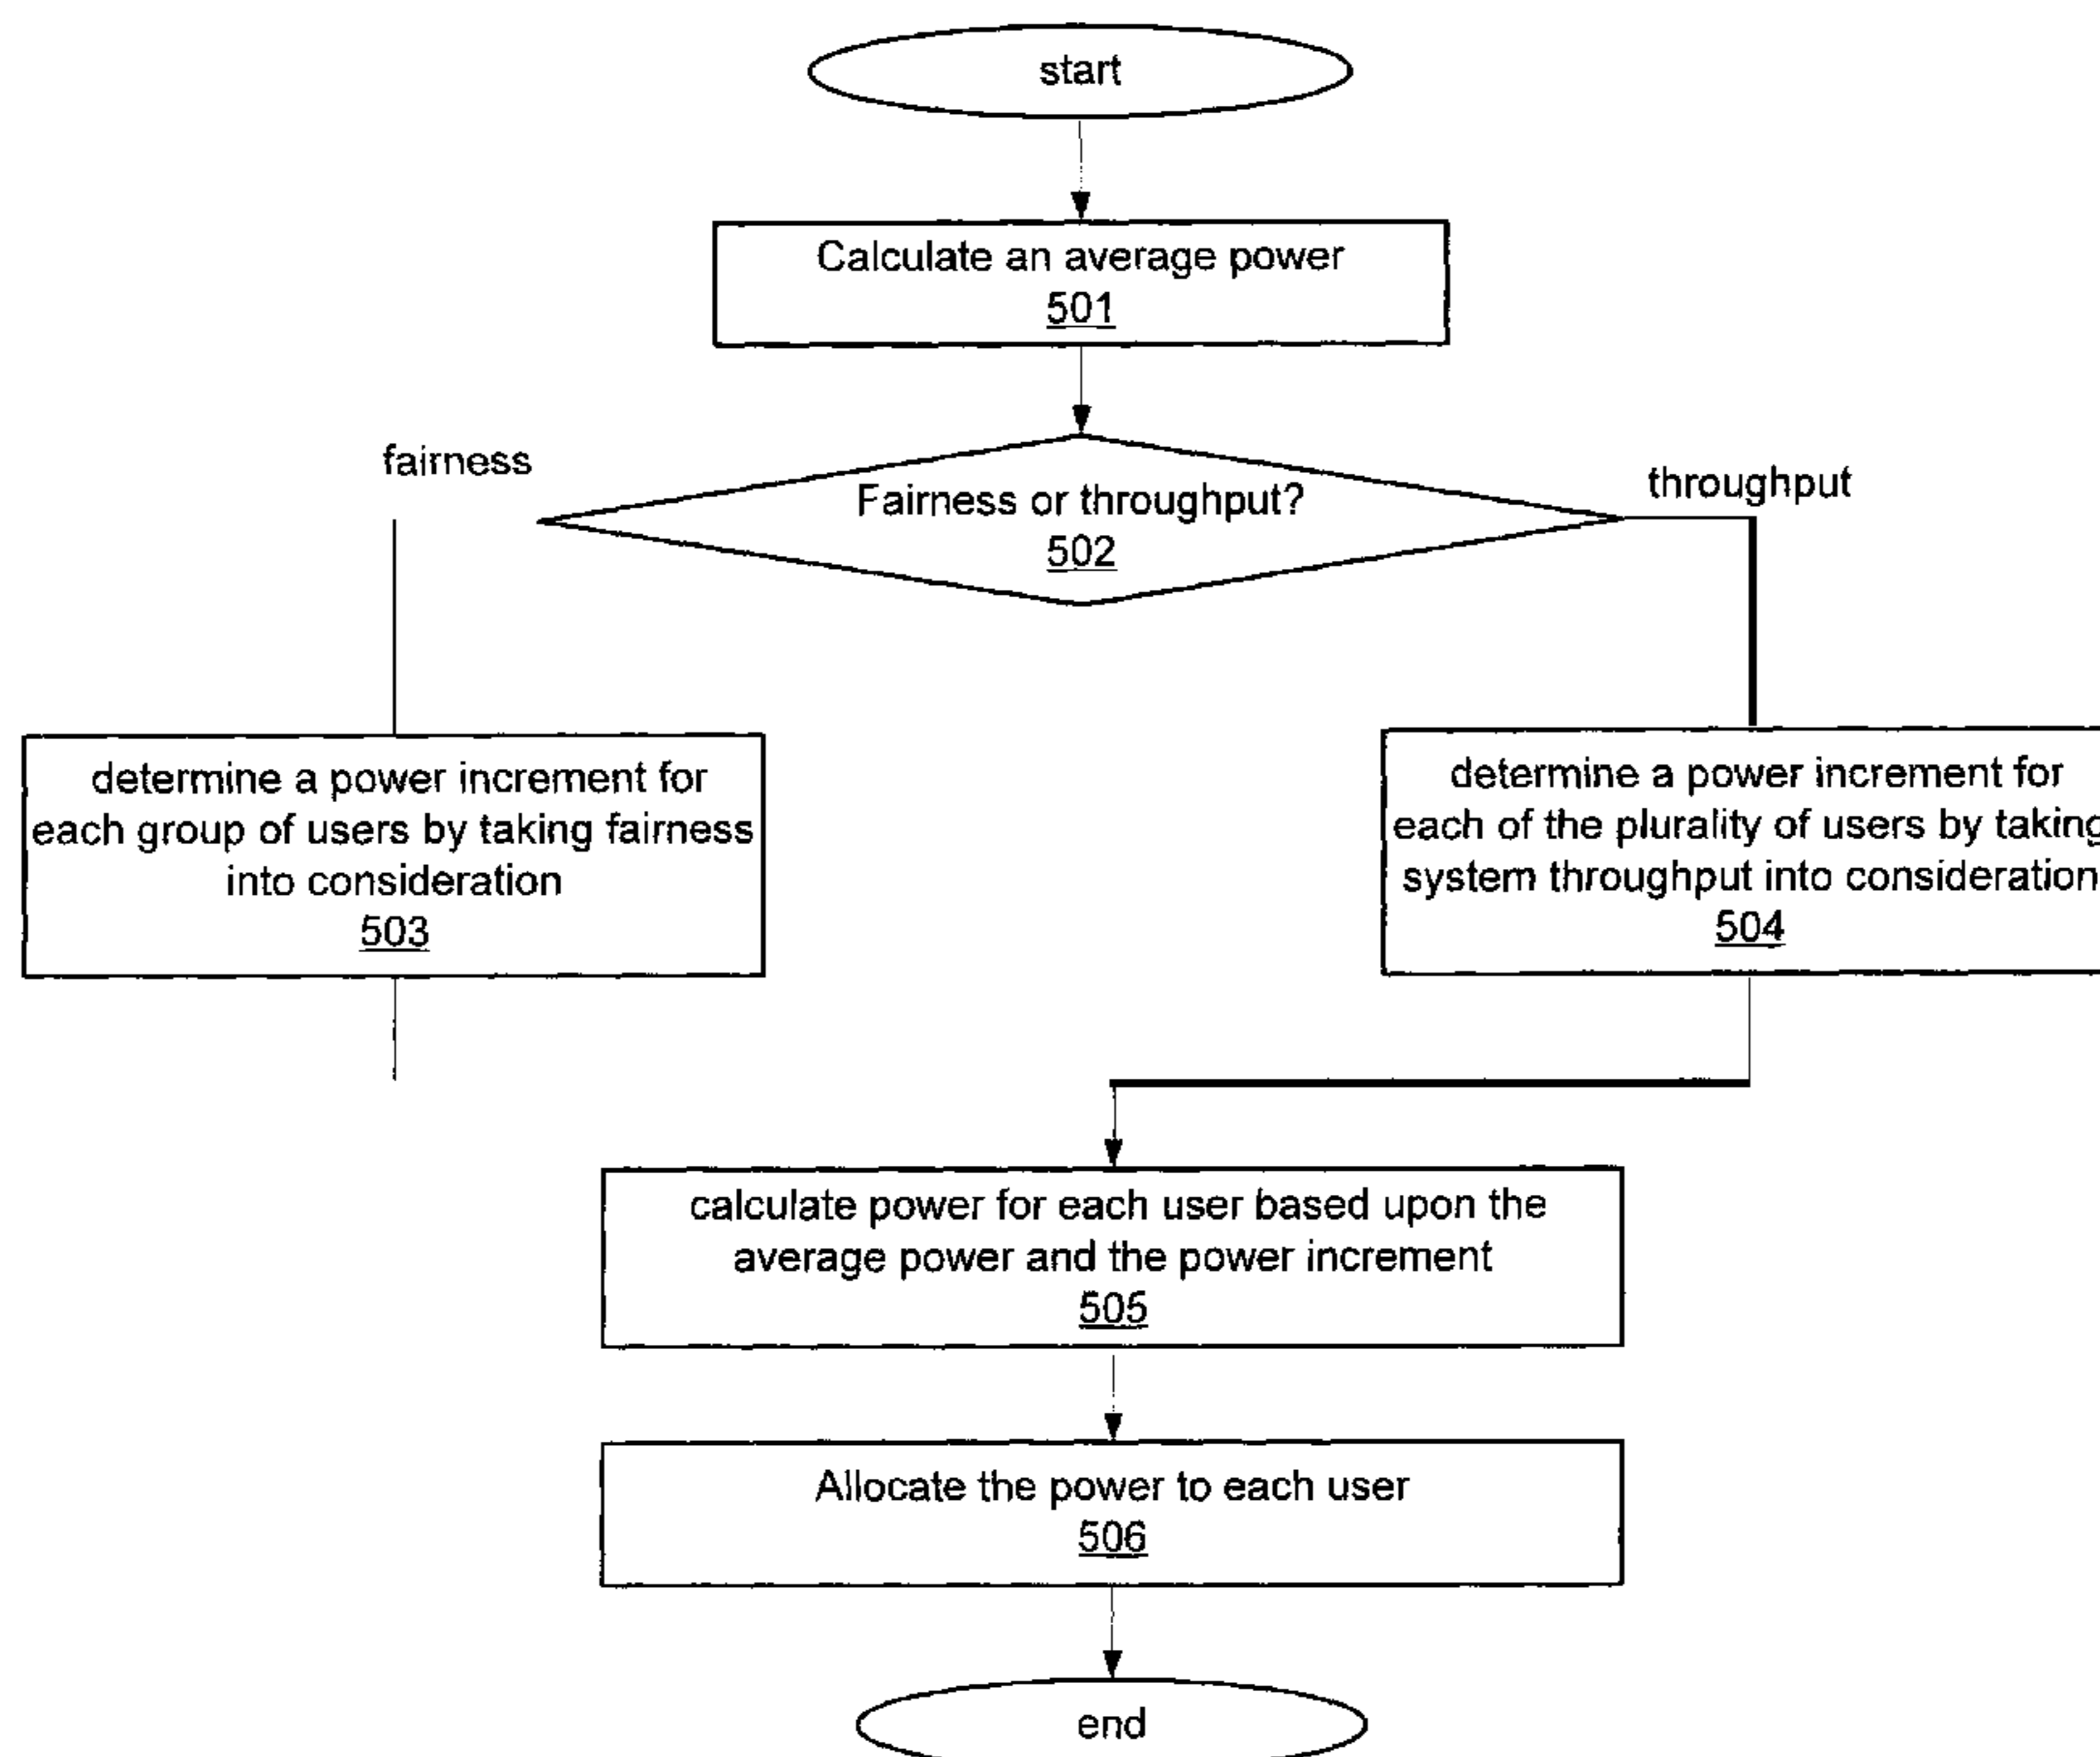 start
Calculate an average power
501
fairness
Fairness or throughput?
502
throughput
determine a power increment for
each group of users by taking fairness
into consideration
503
determine a power increment for
each of the plurality of users by taking
system throughput into consideration
504
calculate power for each user based upon the
average power and the power increment
505
Allocate the power to each user
506
end